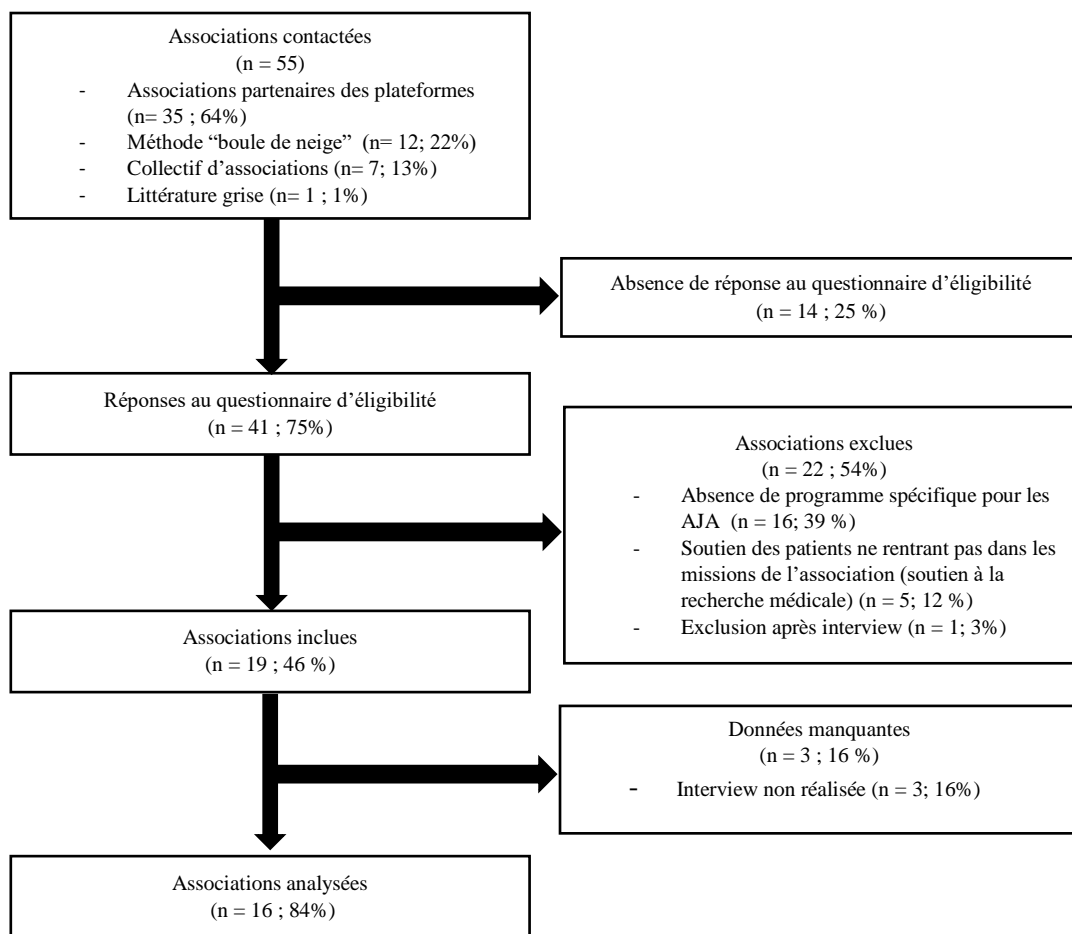 Associations contactées
(n = 55)
- Associations partenaires des plateformes
(n= 35 ; 64%)
- Méthode “boule de neige” (n= 12; 22%)
- Collectif d’associations (n= 7; 13%)
- Littérature grise (n= 1 ; 1%)
Absence de réponse au questionnaire d’éligibilité
(n = 14 ; 25 %)
Réponses au questionnaire d’éligibilité
(n = 41 ; 75%)
Associations exclues
(n = 22 ; 54%)
- Absence de programme spécifique pour les
AJA (n = 16; 39 %)
- Soutien des patients ne rentrant pas dans les
missions de l’association (soutien à la
recherche médicale) (n = 5; 12 %)
- Exclusion après interview (n = 1; 3%)
Associations inclues
(n = 19 ; 46 %)
Données manquantes
(n = 3 ; 16 %)
- Interview non réalisée (n = 3; 16%)
Associations analysées
(n = 16 ; 84%)